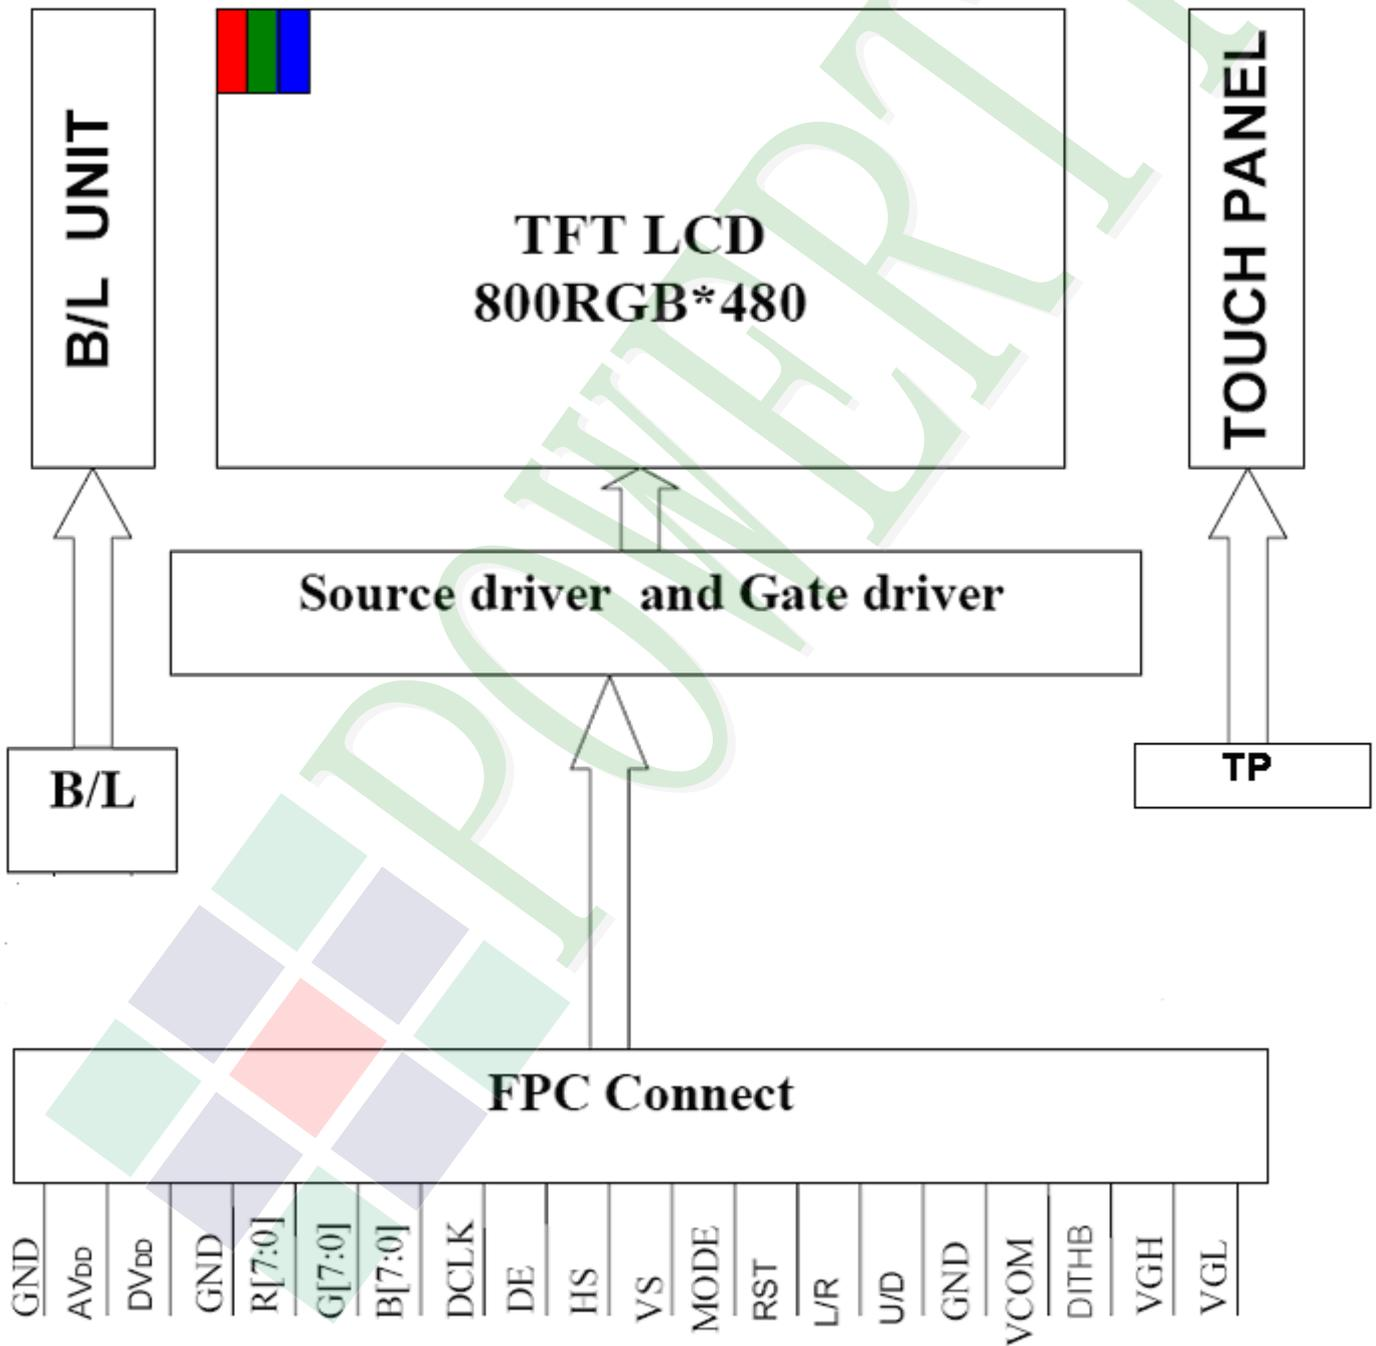 B/L UNIT
TFT LCD
800RGB*480
TOUCH PANEL
Source driver and Gate driver
B/L
TP
FPC Connect
GND
AVDD
DVDD
GND
R[7:0]
G[7:0]
B[7:0]
DCLK
DE
HS
VS
MODE
RST
L/R
U/D
GND
VCOM
DITHB
VGH
VGL
POWERT